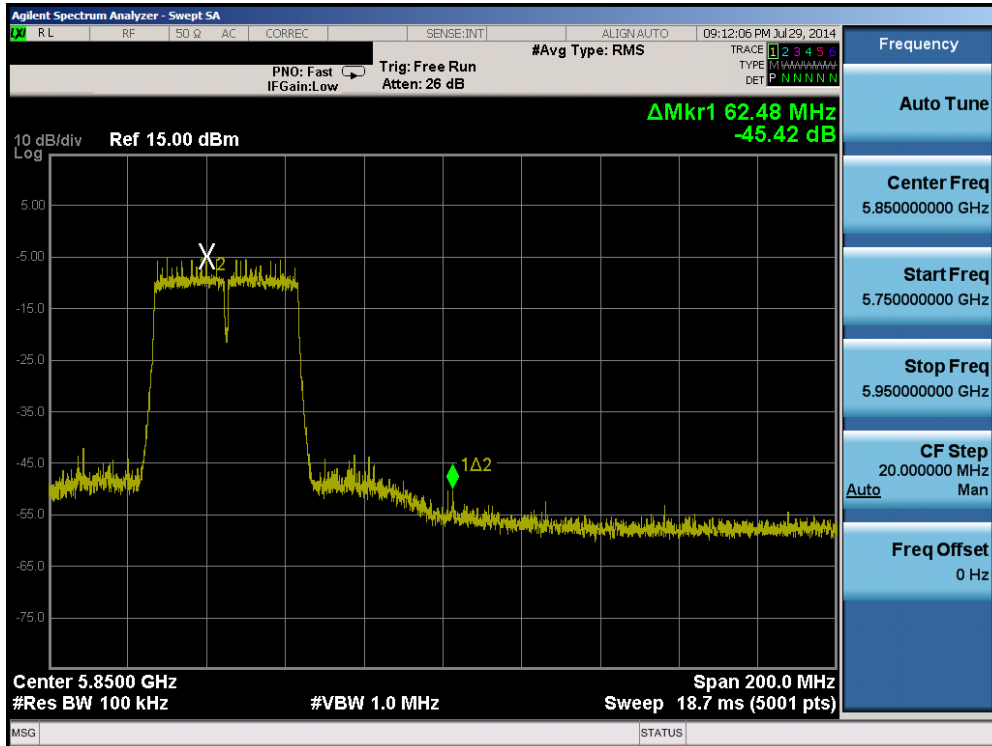 Agilent Spectrum Analyzer - Swept SA
LXI RL RF 50 Ω AC CORREC SENSE:INT ALIGN AUTO 09:12:06 PM Jul 29, 2014
#Avg Type: RMS TRACE 1 2 3 4 5 6
PNO: Fast Trig: Free Run TYPE M
IFGain:Low Atten: 26 dB DET P N N N N N
ΔMkr1 62.48 MHz
-45.42 dB
10 dB/div Ref 15.00 dBm
Log
5.00
-5.00
X2
-15.0
-25.0
-35.0
-45.0
1Δ2
-55.0
-65.0
-75.0
Center 5.8500 GHz Span 200.0 MHz
#Res BW 100 kHz #VBW 1.0 MHz Sweep 18.7 ms (5001 pts)
MSG STATUS
Frequency
Auto Tune
Center Freq
5.850000000 GHz
Start Freq
5.750000000 GHz
Stop Freq
5.950000000 GHz
CF Step
20.000000 MHz
Auto Man
Freq Offset
0 Hz